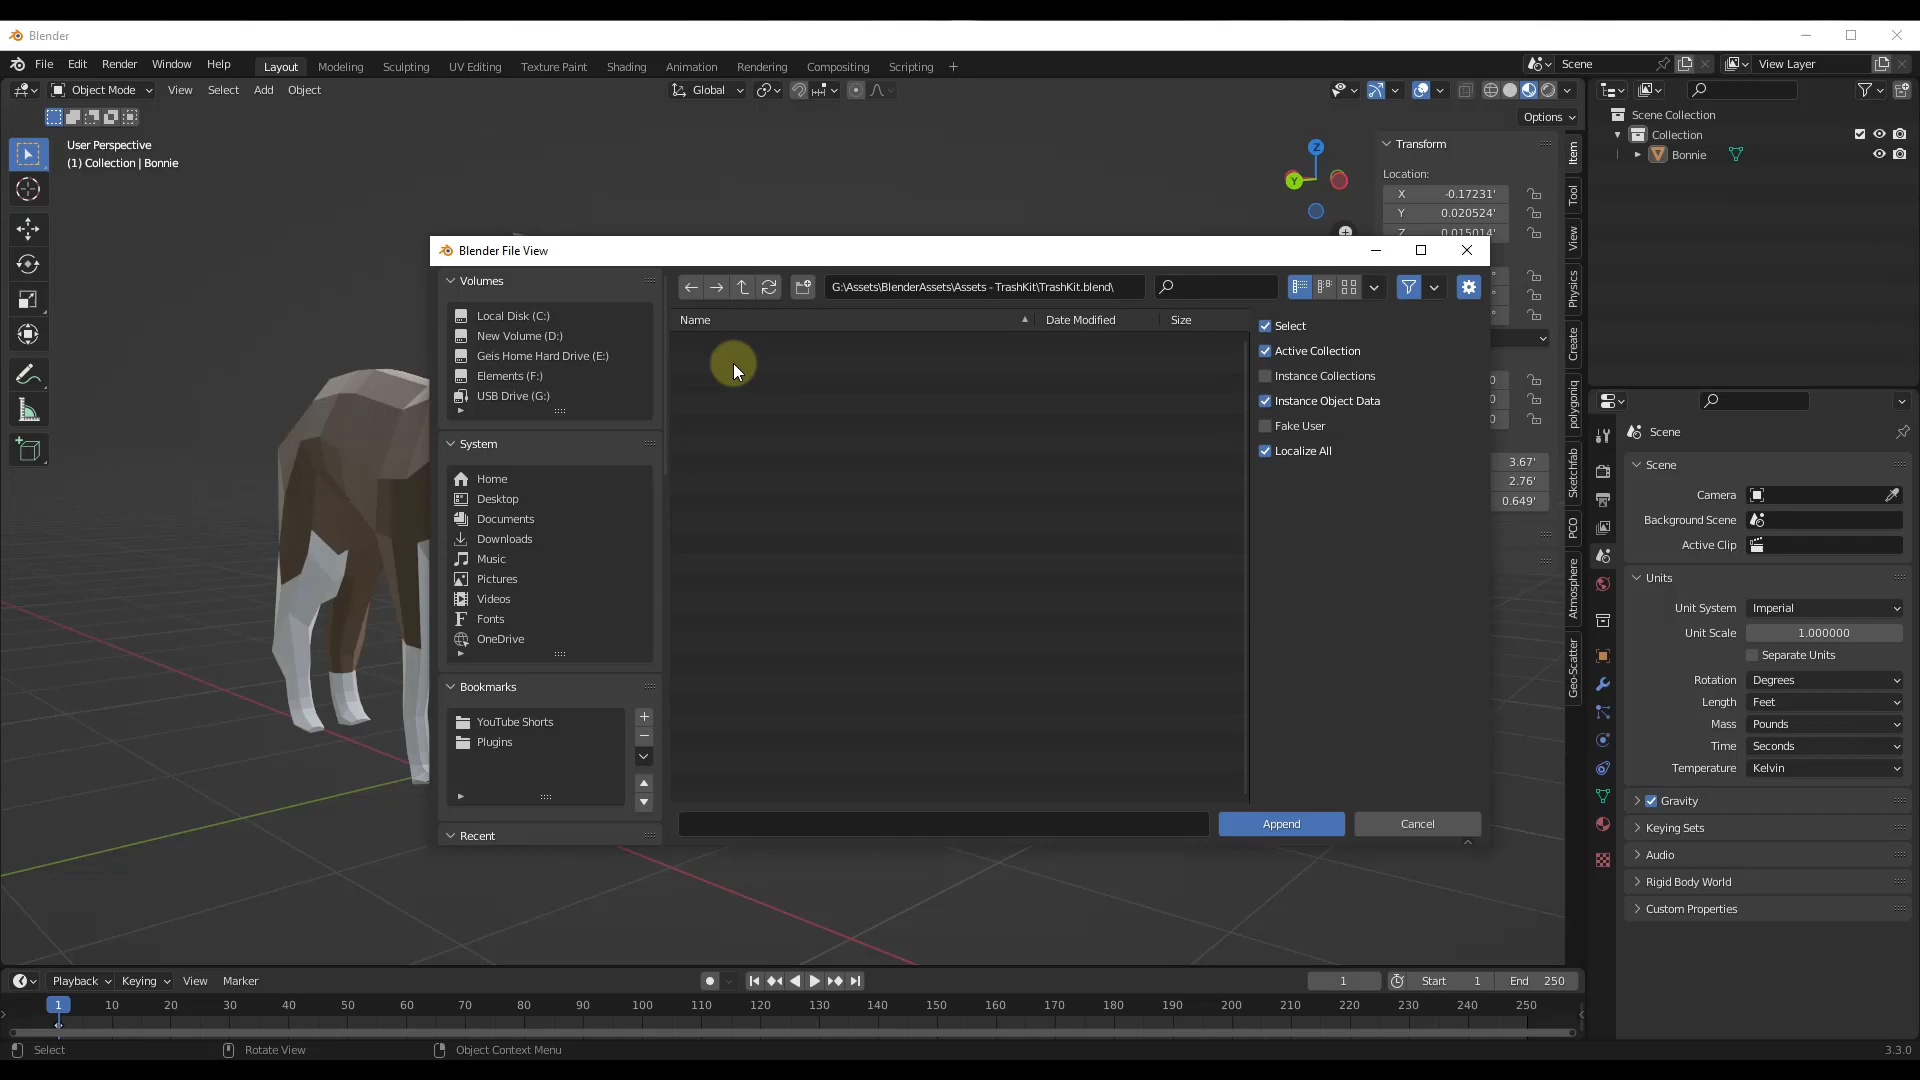 Blender
File Edit Render Window Help Layout Modeling Sculpting UV Editing Texture Paint Shading Animation Rendering Compositing Scripting Scene View Layer
Object Mode View Select Add Object Global
Options
User Perspective
(1) Collection | Bonnie
Scene Collection
Collection
Bonnie
Z
Y
Transform
Location:
X -0.17231'
Y 0.020524'
Z 0.015014'
Item
Tool
View
Physics
Create
polygoniq
Sketchfab
PCO
Atmosphere
Geo-Scatter
0
0
0
3.67'
2.76'
0.649'
Blender File View
Volumes
Local Disk (C:)
New Volume (D:)
Geis Home Hard Drive (E:)
Elements (F:)
USB Drive (G:)
System
Home
Desktop
Documents
Downloads
Music
Pictures
Videos
Fonts
OneDrive
Bookmarks
YouTube Shorts
Plugins
Recent
G:\Assets\BlenderAssets\Assets - TrashKit\TrashKit.blend\
Name Date Modified Size
Select
Active Collection
Instance Collections
Instance Object Data
Fake User
Localize All
Append Cancel
Scene
Scene
Camera
Background Scene
Active Clip
Units
Unit System Imperial
Unit Scale 1.000000
Separate Units
Rotation Degrees
Length Feet
Mass Pounds
Time Seconds
Temperature Kelvin
Gravity
Keying Sets
Audio
Rigid Body World
Custom Properties
Playback Keying View Marker 1 Start 1 End 250
1 10 20 30 40 50 60 70 80 90 100 110 120 130 140 150 160 170 180 190 200 210 220 230 240 250
Select Rotate View Object Context Menu 3.3.0